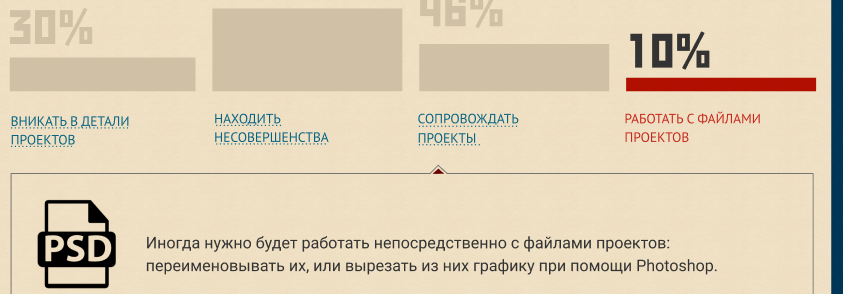 30%
46%
10%
ВНИКАТЬ В ДЕТАЛИ
ПРОЕКТОВ
НАХОДИТЬ
НЕСОВЕРШЕНСТВА
СОПРОВОЖДАТЬ
ПРОЕКТЫ
РАБОТАТЬ С ФАЙЛАМИ
ПРОЕКТОВ
PSD
Иногда нужно будет работать непосредственно с файлами проектов:
переименовывать их, или вырезать из них графику при помощи Photoshop.